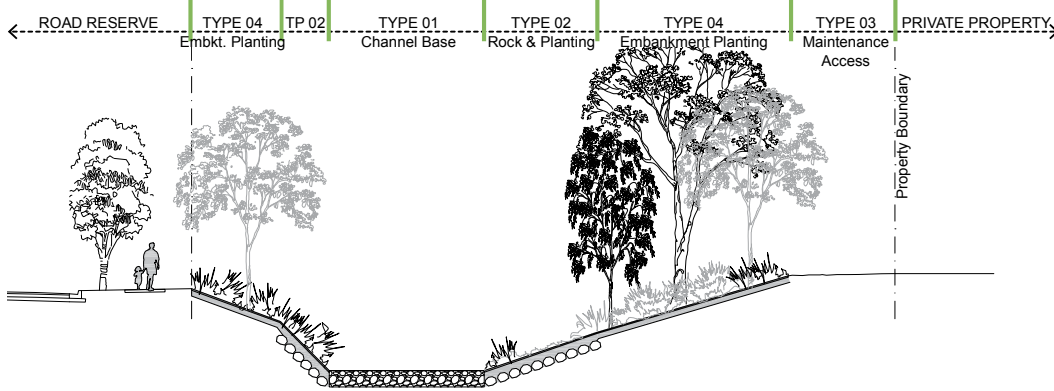 ROAD RESERVE
TYPE 04
Embkt. Planting
TP 02
TYPE 01
Channel Base
TYPE 02
Rock & Planting
TYPE 04
Embankment Planting
TYPE 03
Maintenance
Access
PRIVATE PROPERTY
Property Boundary